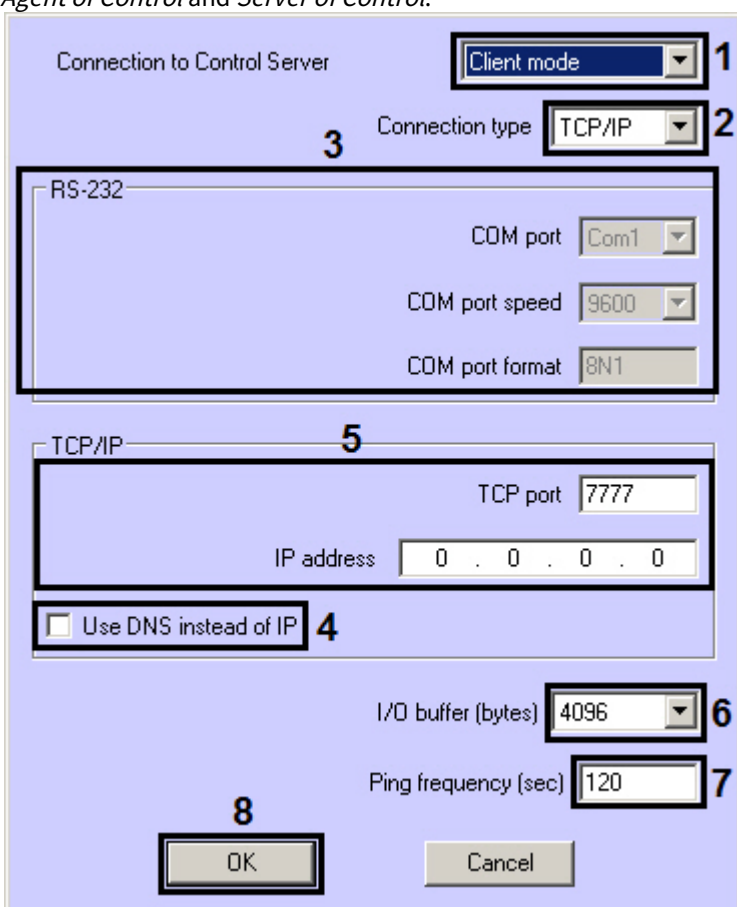 Agent of Control and Server of Control.
Connection to Control Server Client mode 1
Connection type TCP/IP 2
3
RS-232
COM port Com1
COM port speed 9600
COM port format 8N1
5
TCP/IP
TCP port 7777
IP address 0 . 0 . 0 . 0
Use DNS instead of IP 4
I/O buffer (bytes) 4096 6
Ping frequency (sec) 120 7
8
OK Cancel